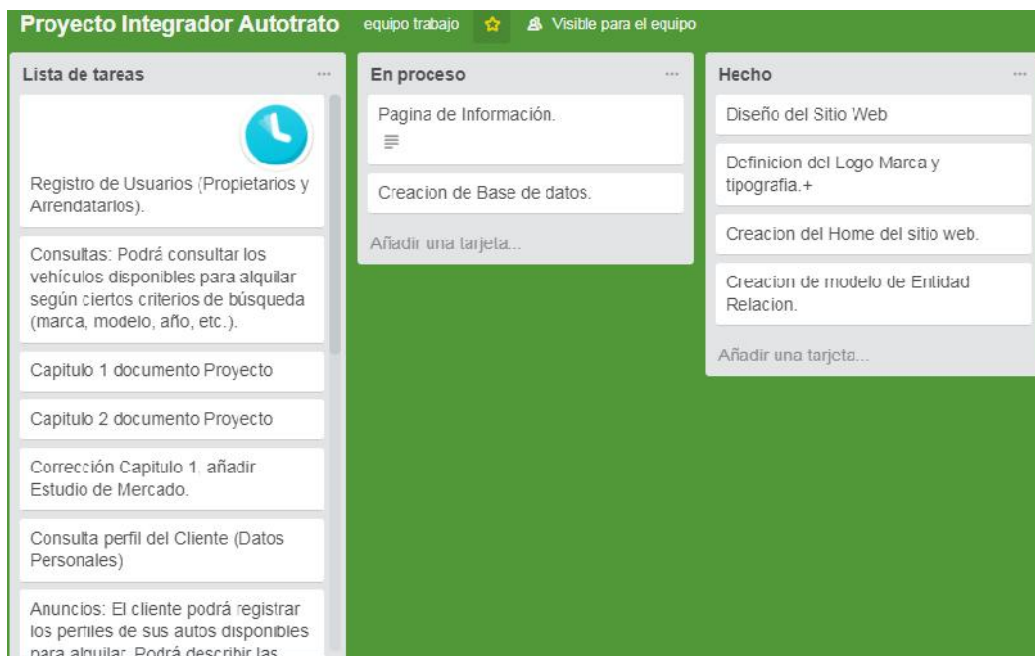 Proyecto Integrador Autotrato equipo trabajo Visible para el equipo
Lista de tareas
Registro de Usuarios (Propietarios y
Arrendatarios).
Consultas: Podrá consultar los
vehículos disponibles para alquilar
según ciertos criterios de búsqueda
(marca, modelo, año, etc.).
Capitulo 1 documento Proyecto
Capitulo 2 documento Proyecto
Corrección Capitulo 1. añadir
Estudio de Mercado.
Consulta perfil del Cliente (Datos
Personales)
Anuncios: El cliente podrá registrar
los perfiles de sus autos disponibles
para alquilar. Podrá describir las
En proceso
Pagina de Información.
Creacion de Base de datos.
Añadir una tarjeta...
Hecho
Diseño del Sitio Web
Definicion del Logo Marca y
tipografia.+
Creacion del Home del sitio web.
Creacion de modelo de Entidad
Relacion.
Añadir una tarjeta...